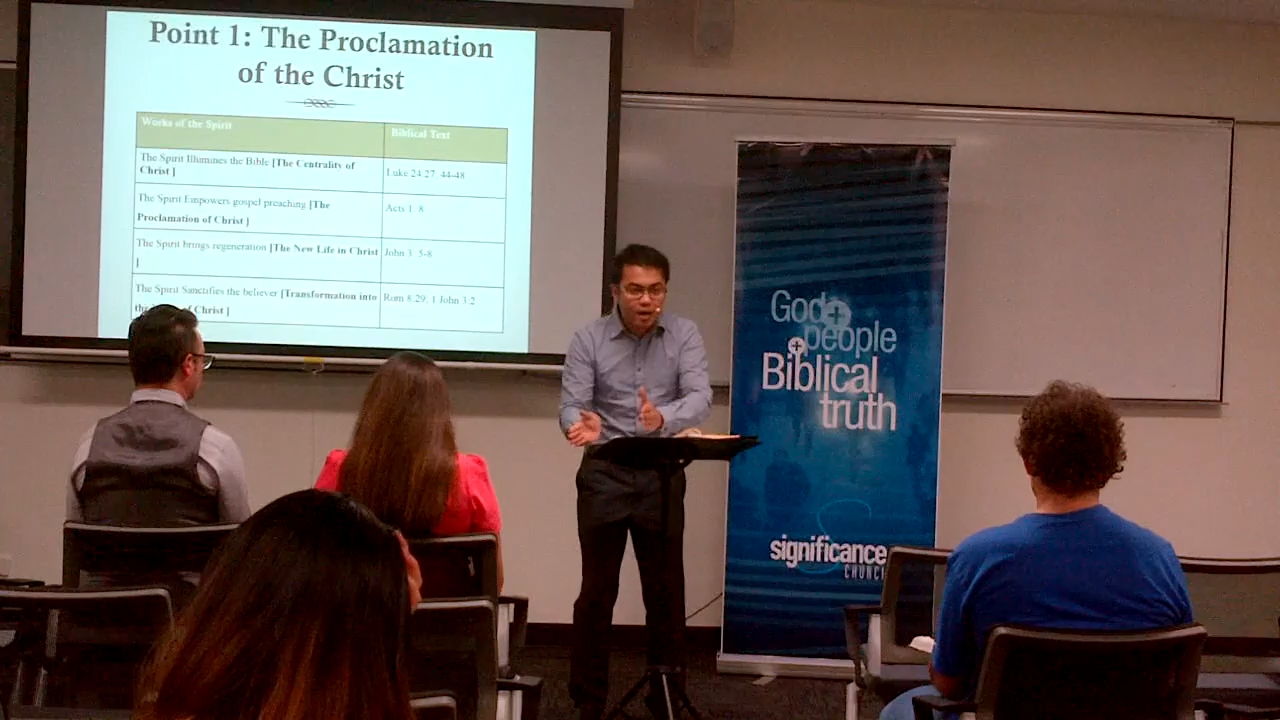 Point 1: The Proclamation
of the Christ
Works of the Spirit
Biblical Text
The Spirit Illumines the Bible [The Centrality of
Christ ]
Luke 24:27, 44-48
The Spirit Empowers gospel preaching [The
Proclamation of Christ ]
Acts 1: 8
The Spirit brings regeneration [The New Life in Christ
]
John 3: 5-8
The Spirit Sanctifies the believer [Transformation into
Christ ]
Rom 8:29; 1 John 3:2
God +
people
+
Biblical
truth
significance
CHURCH